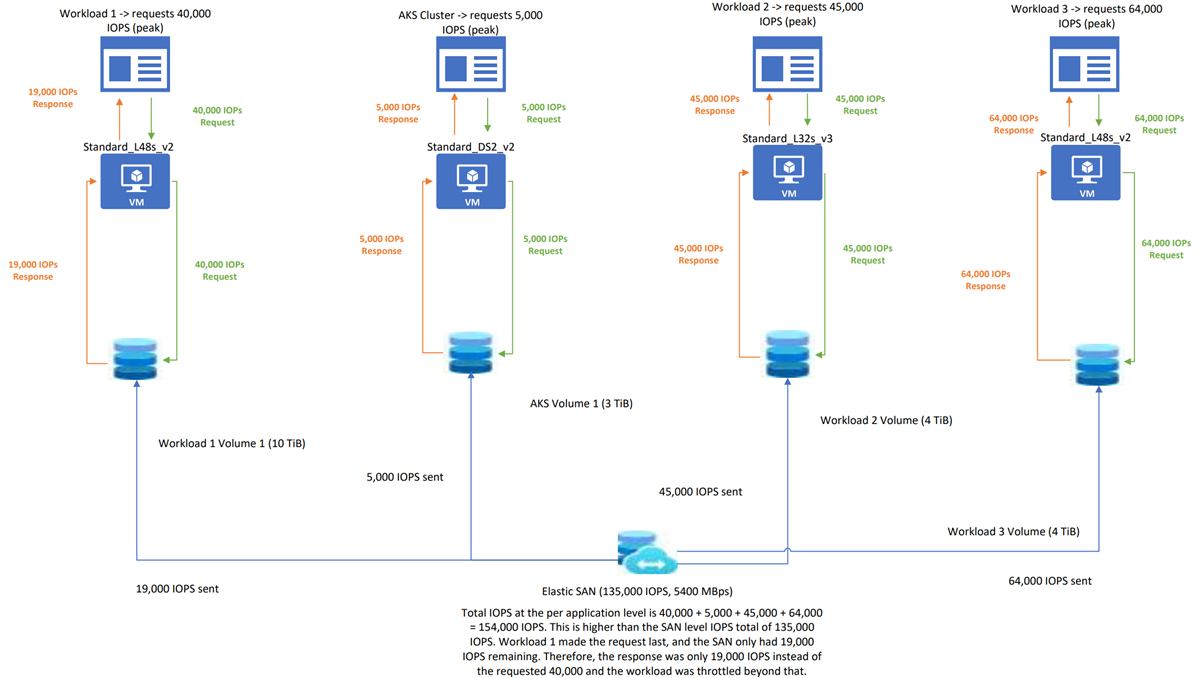 Workload 1 -> requests 40,000
IOPS (peak)
AKS Cluster -> requests 5,000
IOPS (peak)
Workload 2 -> requests 45,000
IOPS (peak)
Workload 3 -> requests 64,000
IOPS (peak)
19,000 IOPs
Response
40,000 IOPs
Request
5,000 IOPs
Response
5,000 IOPs
Request
45,000 IOPs
Response
45,000 IOPs
Request
64,000 IOPs
Response
64,000 IOPs
Request
Standard_L48s_v2
Standard_DS2_v2
Standard_L32s_v3
Standard_L48s_v2
VM
VM
VM
VM
19,000 IOPs
Response
40,000 IOPs
Request
5,000 IOPs
Response
5,000 IOPs
Request
45,000 IOPs
Response
45,000 IOPs
Request
64,000 IOPs
Response
64,000 IOPs
Request
Workload 1 Volume 1 (10 TiB)
AKS Volume 1 (3 TiB)
Workload 2 Volume (4 TiB)
Workload 3 Volume (4 TiB)
19,000 IOPS sent
5,000 IOPS sent
45,000 IOPS sent
64,000 IOPS sent
Elastic SAN (135,000 IOPS, 5400 MBps)
Total IOPS at the per application level is 40,000 + 5,000 + 45,000 + 64,000
= 154,000 IOPS. This is higher than the SAN level IOPS total of 135,000
IOPS. Workload 1 made the request last, and the SAN only had 19,000
IOPS remaining. Therefore, the response was only 19,000 IOPS instead of
the requested 40,000 and the workload was throttled beyond that.